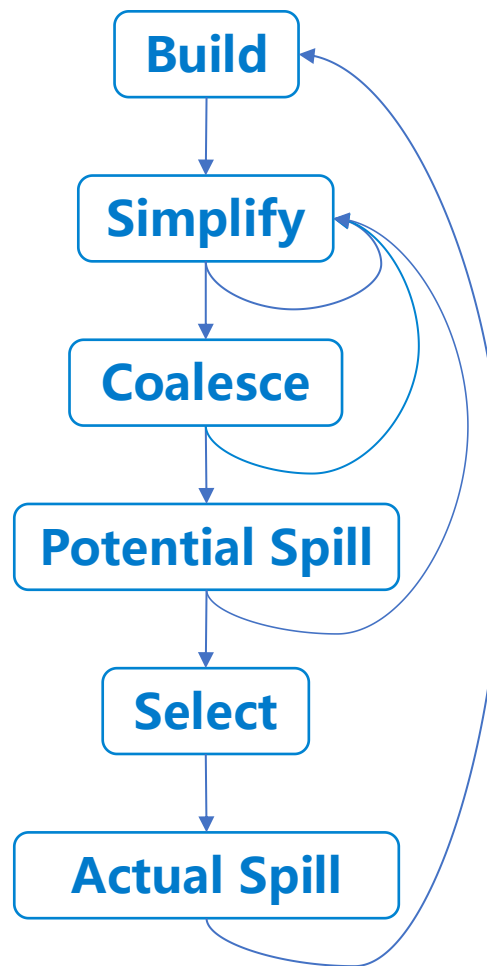 Build
Simplify
Coalesce
Potential Spill
Select
Actual Spill